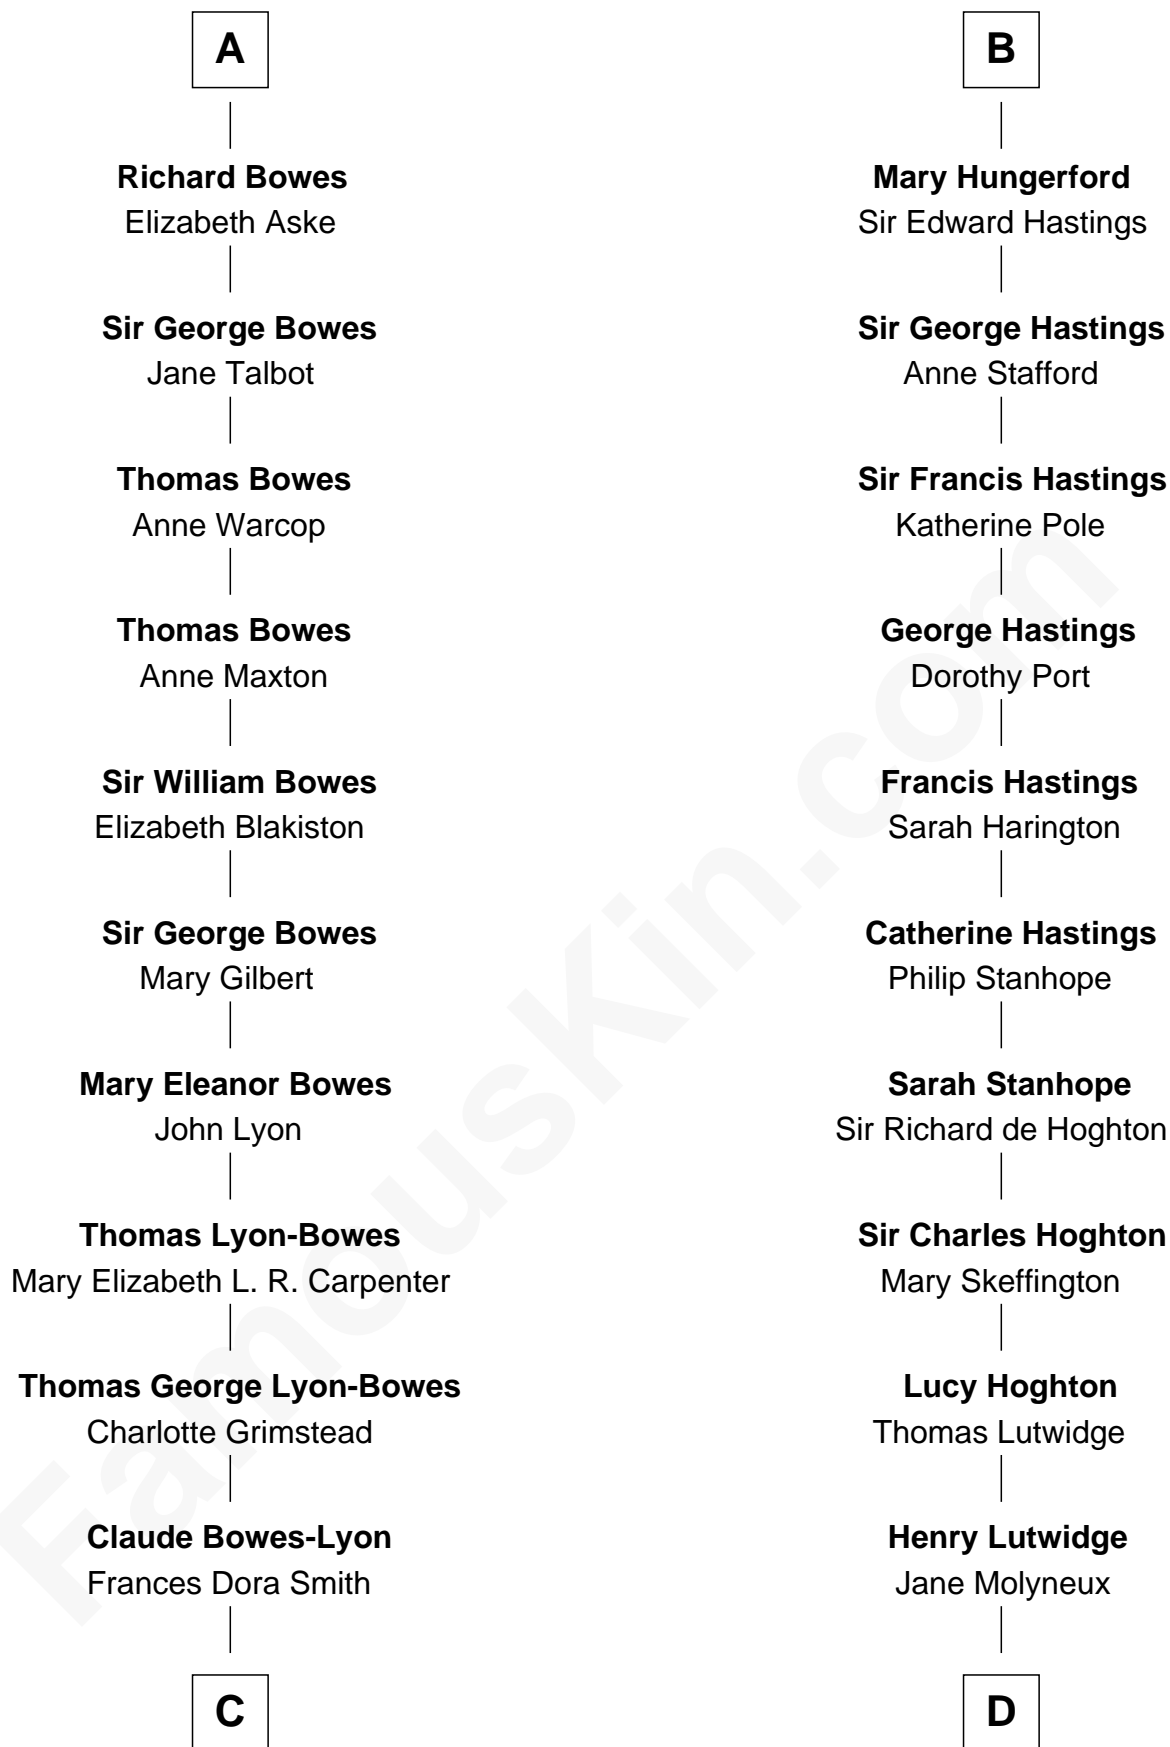 A
Richard Bowes
Elizabeth Aske
Sir George Bowes
Jane Talbot
Thomas Bowes
Anne Warcop
Thomas Bowes
Anne Maxton
Sir William Bowes
Elizabeth Blakiston
Sir George Bowes
Mary Gilbert
Mary Eleanor Bowes
John Lyon
Thomas Lyon-Bowes
Mary Elizabeth L. R. Carpenter
Thomas George Lyon-Bowes
Charlotte Grimstead
Claude Bowes-Lyon
Frances Dora Smith
C
B
Mary Hungerford
Sir Edward Hastings
Sir George Hastings
Anne Stafford
Sir Francis Hastings
Katherine Pole
George Hastings
Dorothy Port
Francis Hastings
Sarah Harington
Catherine Hastings
Philip Stanhope
Sarah Stanhope
Sir Richard de Hoghton
Sir Charles Hoghton
Mary Skeffington
Lucy Hoghton
Thomas Lutwidge
Henry Lutwidge
Jane Molyneux
D
FamousKin.com